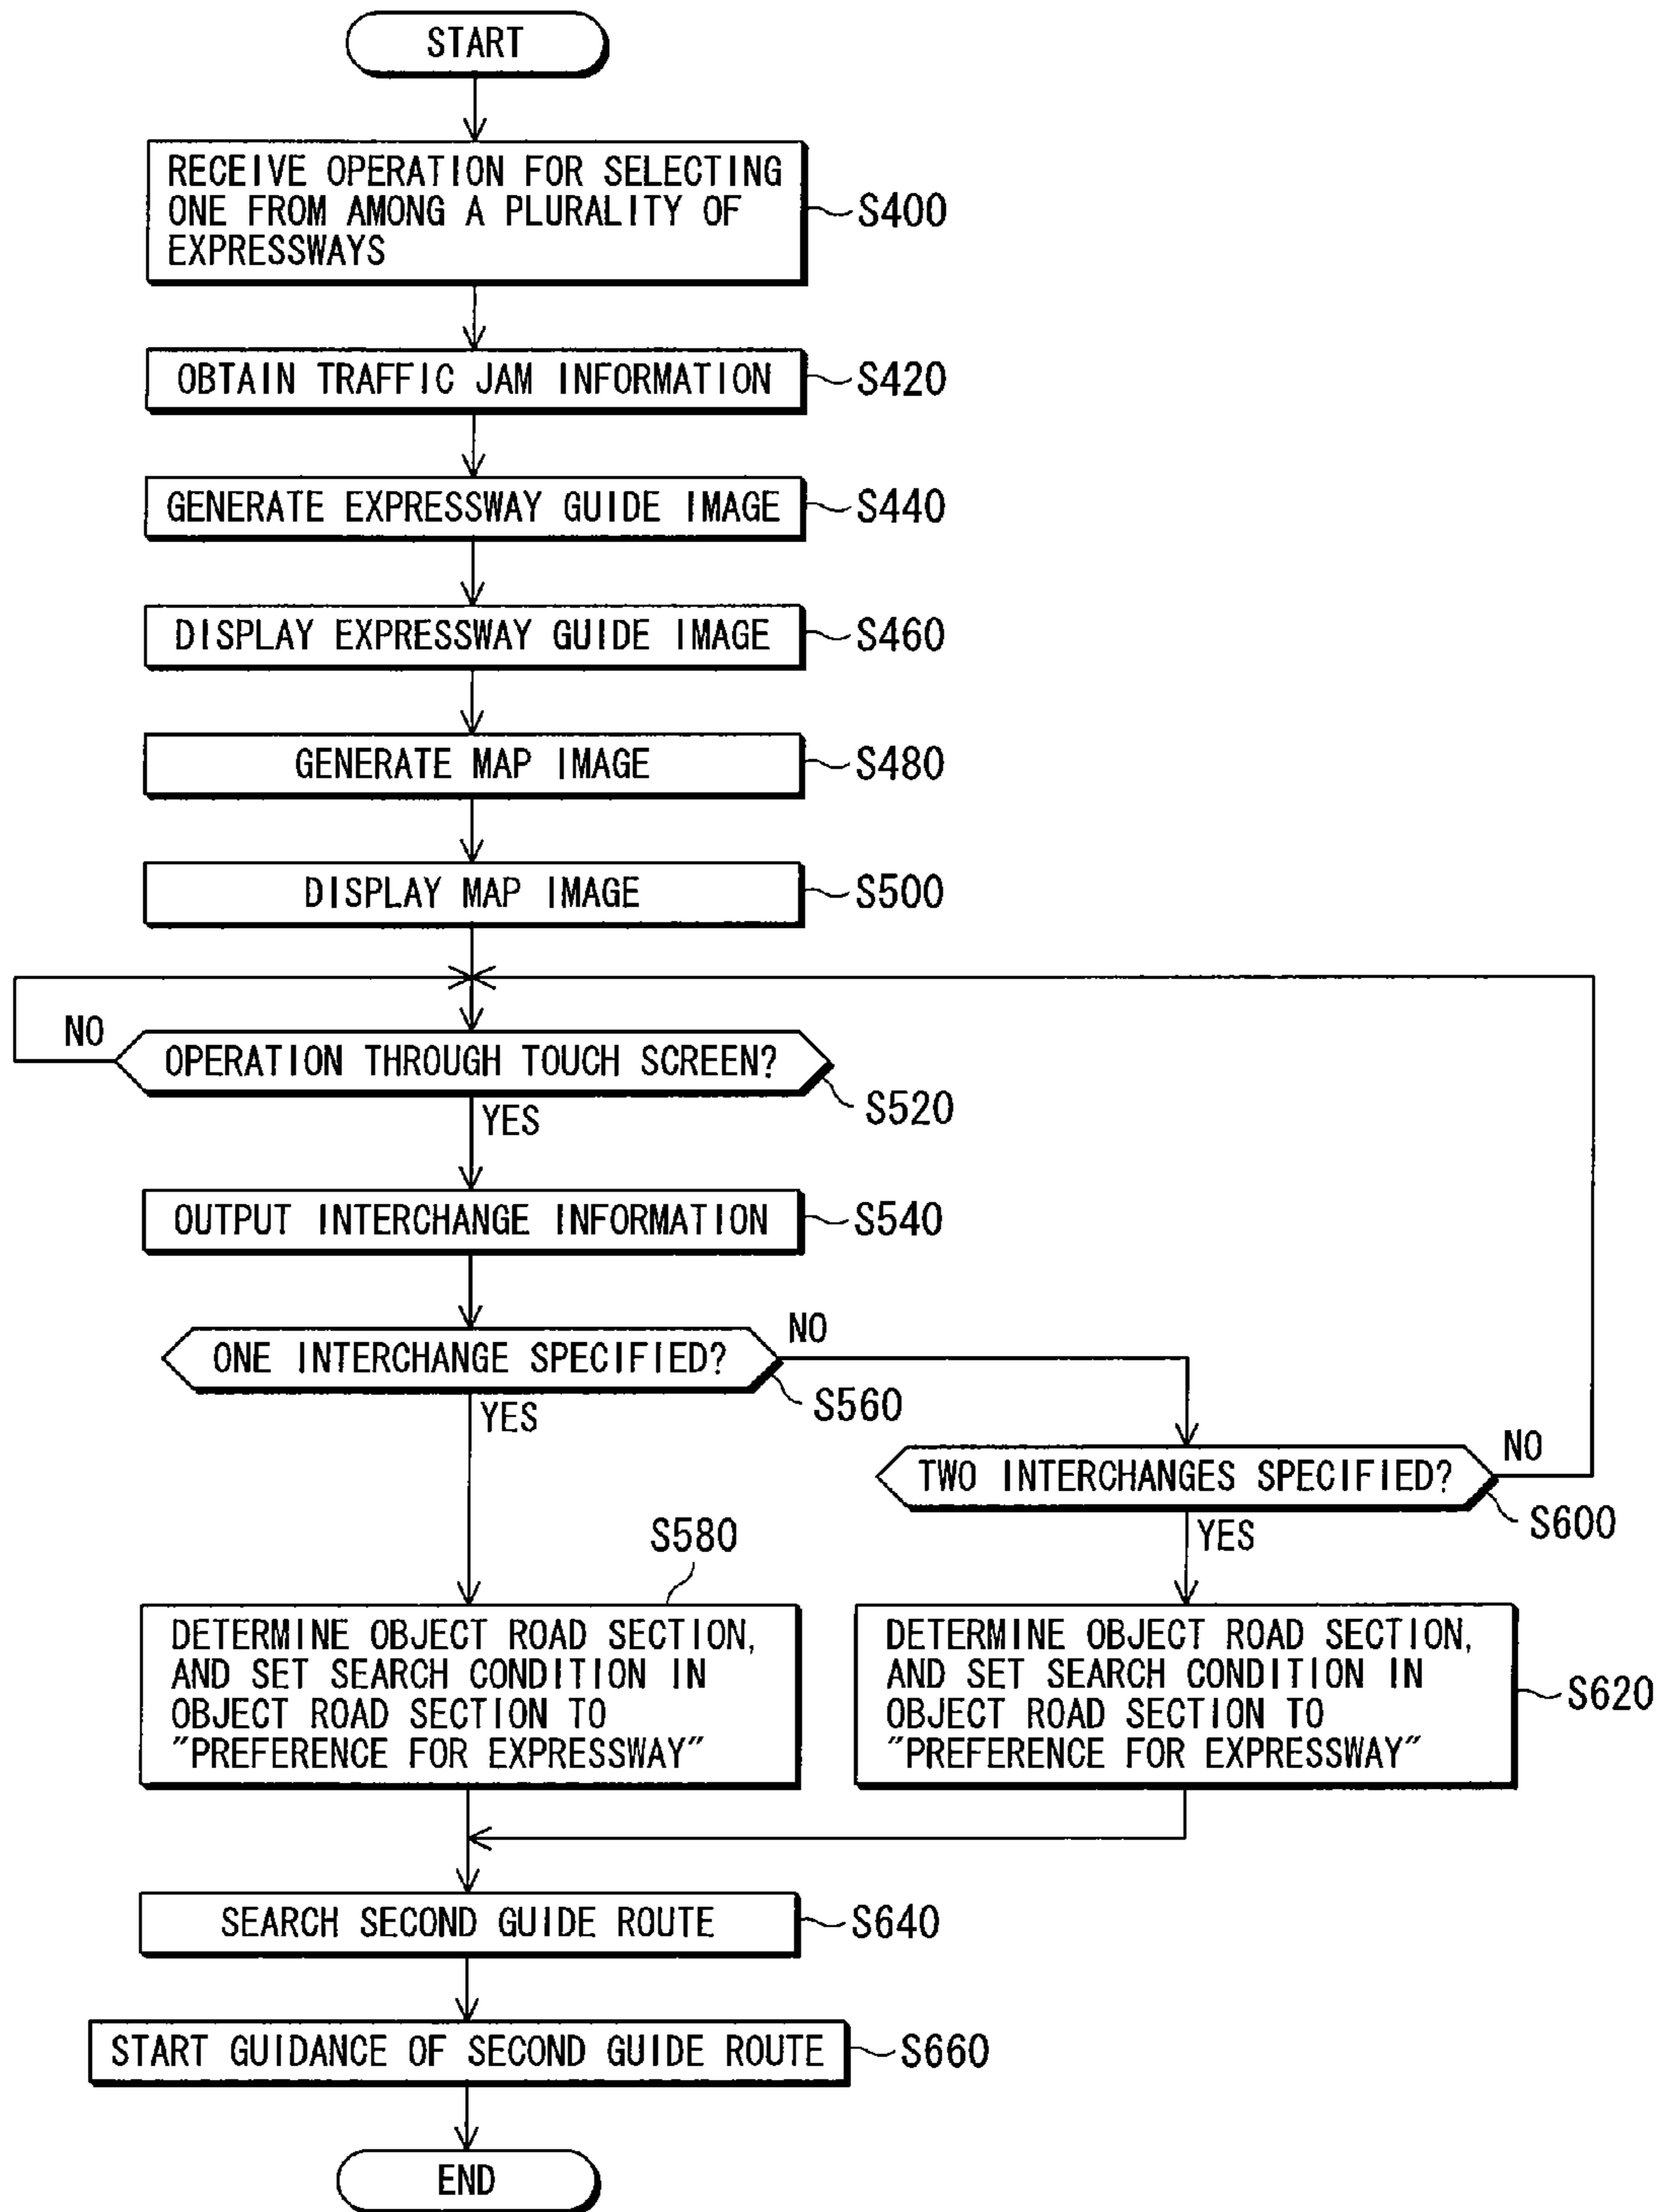 START
RECEIVE OPERATION FOR SELECTING
ONE FROM AMONG A PLURALITY OF
EXPRESSWAYS
S400
OBTAIN TRAFFIC JAM INFORMATION
S420
GENERATE EXPRESSWAY GUIDE IMAGE
S440
DISPLAY EXPRESSWAY GUIDE IMAGE
S460
GENERATE MAP IMAGE
S480
DISPLAY MAP IMAGE
S500
NO
OPERATION THROUGH TOUCH SCREEN?
S520
YES
OUTPUT INTERCHANGE INFORMATION
S540
ONE INTERCHANGE SPECIFIED?
NO
S560
YES
TWO INTERCHANGES SPECIFIED?
NO
S600
YES
S580
DETERMINE OBJECT ROAD SECTION,
AND SET SEARCH CONDITION IN
OBJECT ROAD SECTION TO
"PREFERENCE FOR EXPRESSWAY"
DETERMINE OBJECT ROAD SECTION,
AND SET SEARCH CONDITION IN
OBJECT ROAD SECTION TO
"PREFERENCE FOR EXPRESSWAY"
S620
SEARCH SECOND GUIDE ROUTE
S640
START GUIDANCE OF SECOND GUIDE ROUTE
S660
END